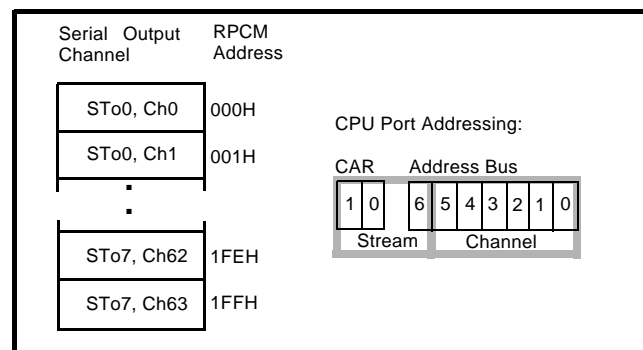 Serial Output Channel
RPCM Address
STo0, Ch0
000H
STo0, Ch1
001H
STo7, Ch62
1FEH
STo7, Ch63
1FFH
CPU Port Addressing:
CAR Address Bus
1 0 6 5 4 3 2 1 0
Stream Channel